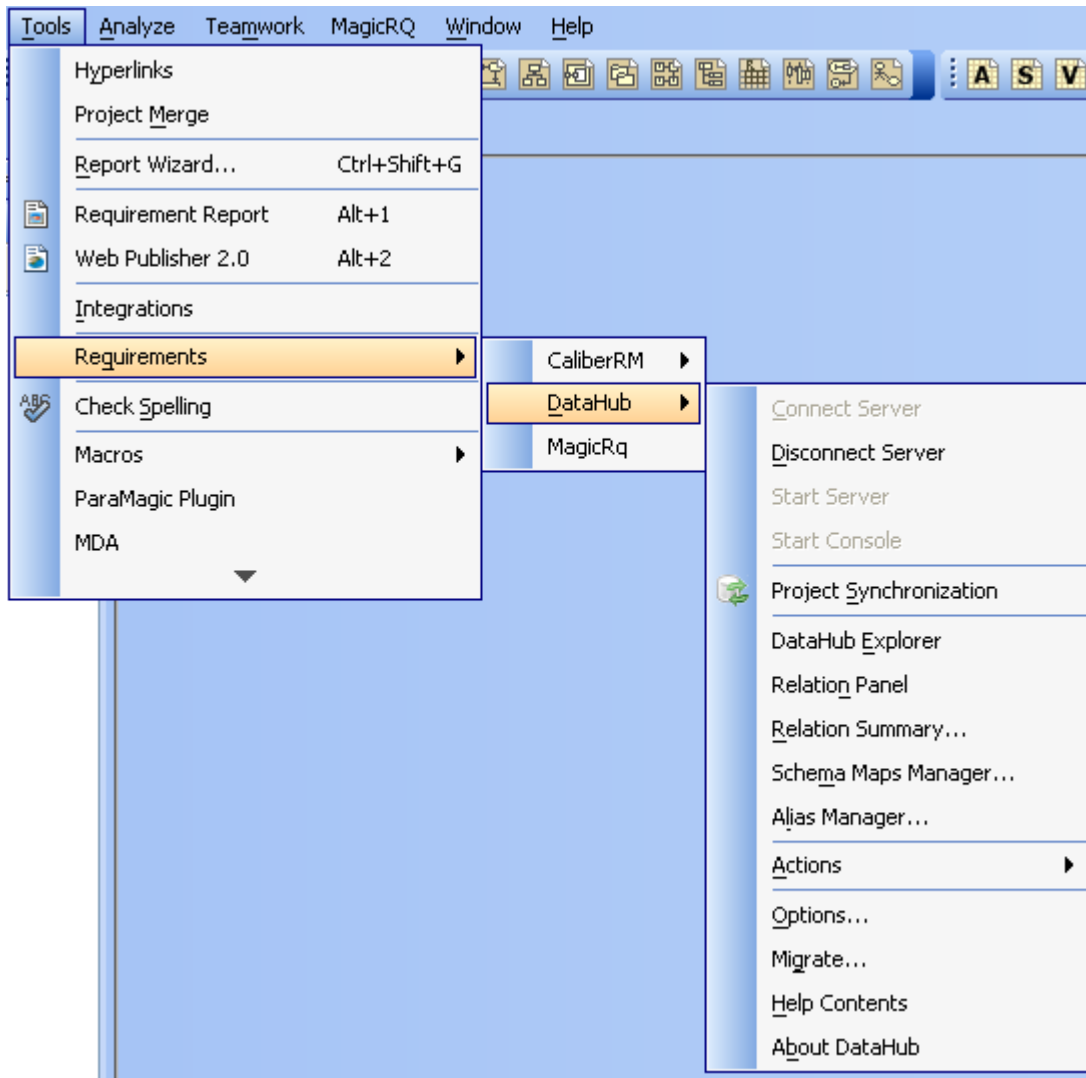 Tools Analyze Teamwork MagicRQ Window Help
A S V
Hyperlinks
Project Merge
Report Wizard... Ctrl+Shift+G
Requirement Report Alt+1
Web Publisher 2.0 Alt+2
Integrations
Requirements
Check Spelling
Macros
ParaMagic Plugin
MDA
CaliberRM
DataHub
MagicRq
Connect Server
Disconnect Server
Start Server
Start Console
Project Synchronization
DataHub Explorer
Relation Panel
Relation Summary...
Schema Maps Manager...
Alias Manager...
Actions
Options...
Migrate...
Help Contents
About DataHub